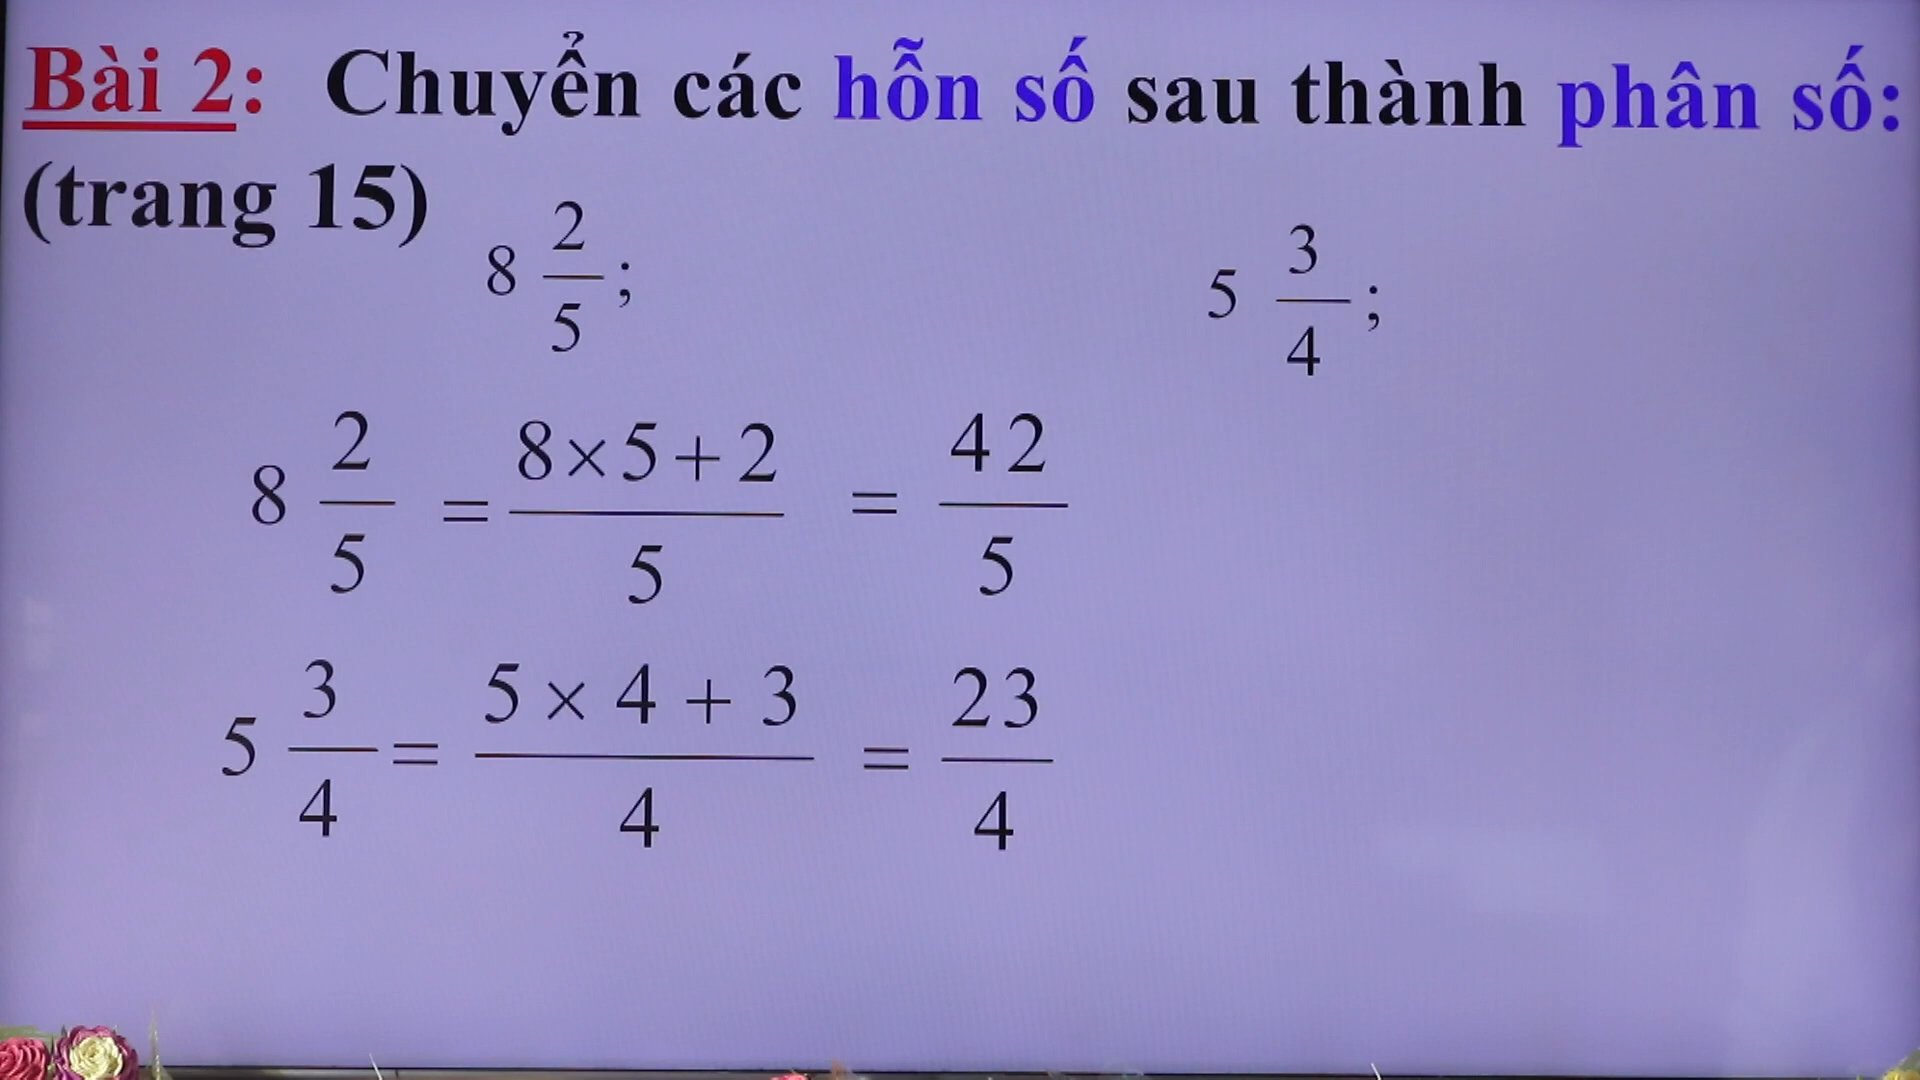 Bài 2: Chuyển các hỗn số sau thành phân số:
(trang 15)
8 2/5 ; 5 3/4 ;
8 2/5 = (8×5+2)/5 = 42/5
5 3/4 = (5 × 4 + 3)/4 = 23/4